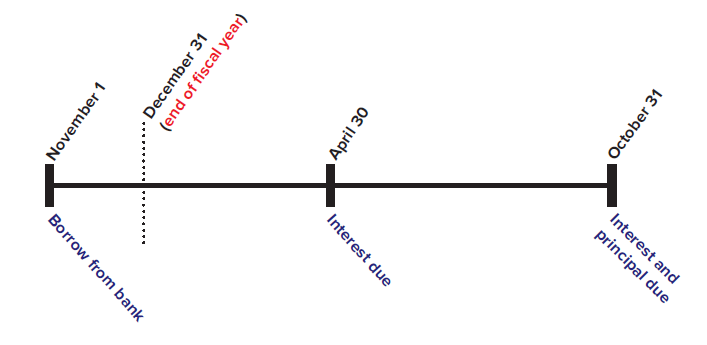 November 1
December 31
(end of fiscal year)
April 30
October 31
Borrow from bank
Interest due
Interest and
principal due